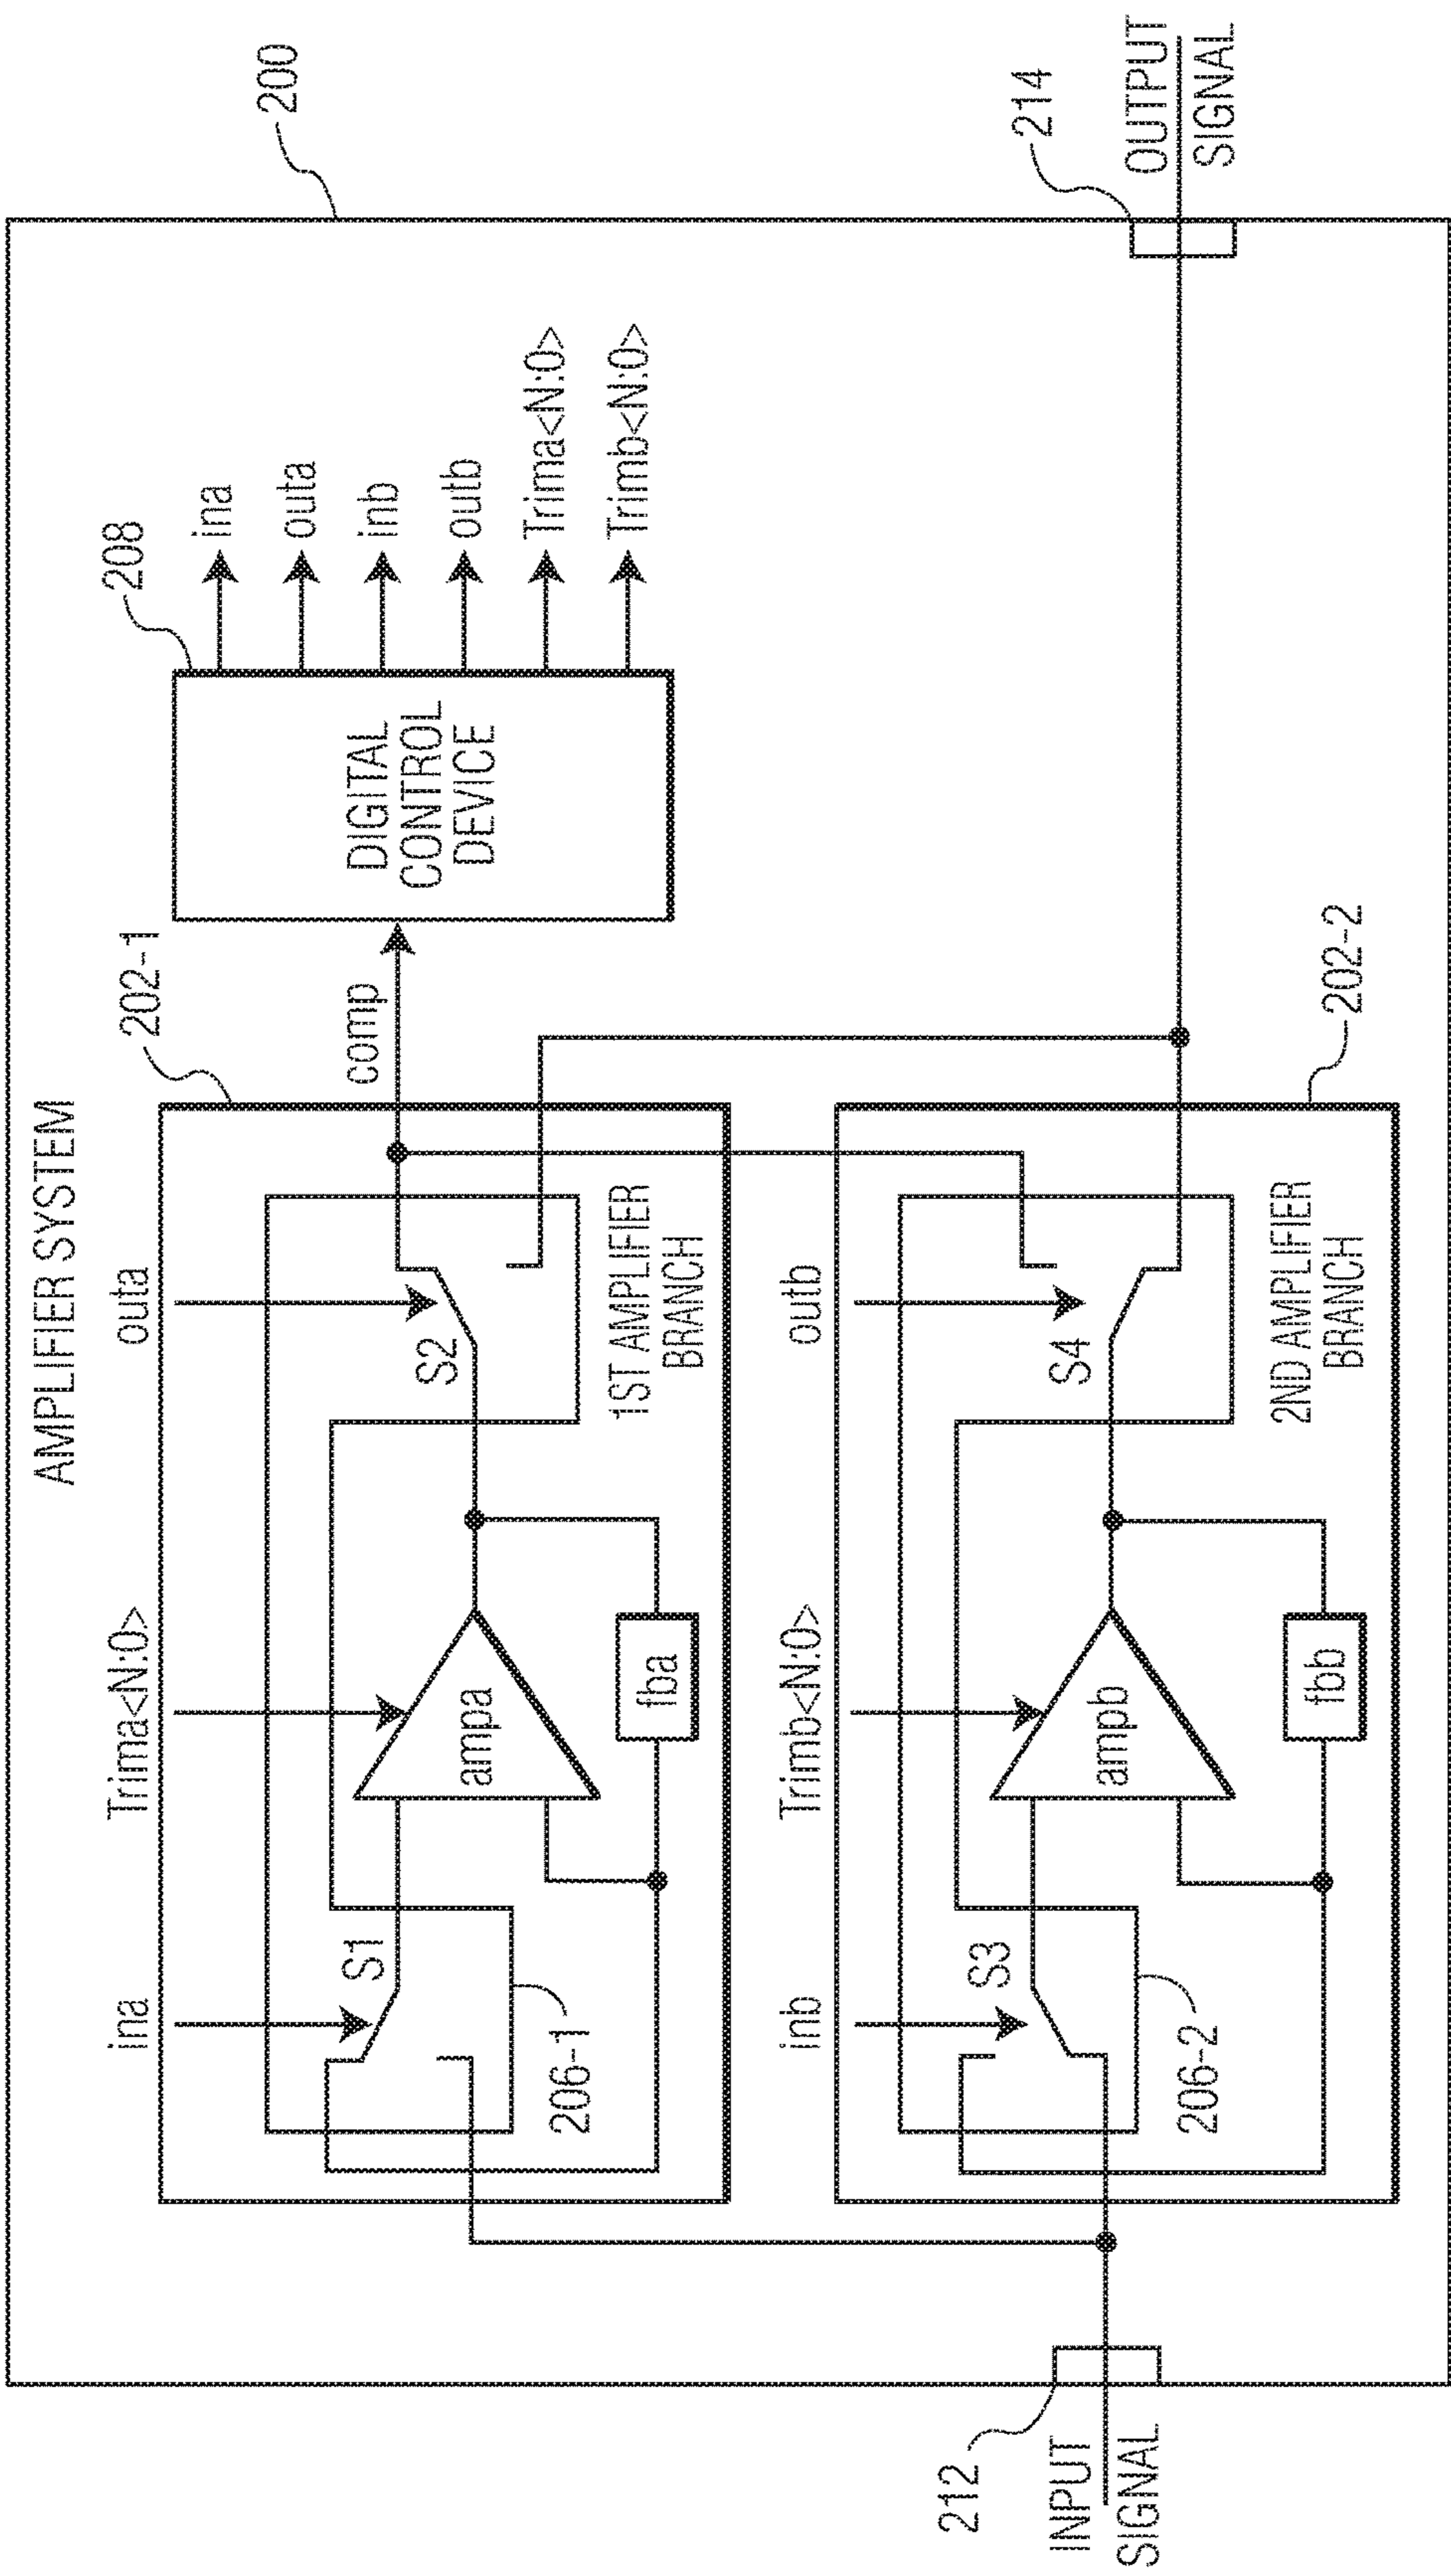 AMPLIFIER SYSTEM
200
ina
Trima<N:0>
outa
202-1
208
S1
ampa
S2
comp
DIGITAL
CONTROL
DEVICE
ina
outa
inb
outb
Trima<N:0>
Trimb<N:0>
206-1
fba
1ST AMPLIFIER
BRANCH
inb
Trimb<N:0>
outb
S3
ampb
S4
206-2
fbb
2ND AMPLIFIER
BRANCH
202-2
212
INPUT
SIGNAL
214
OUTPUT
SIGNAL